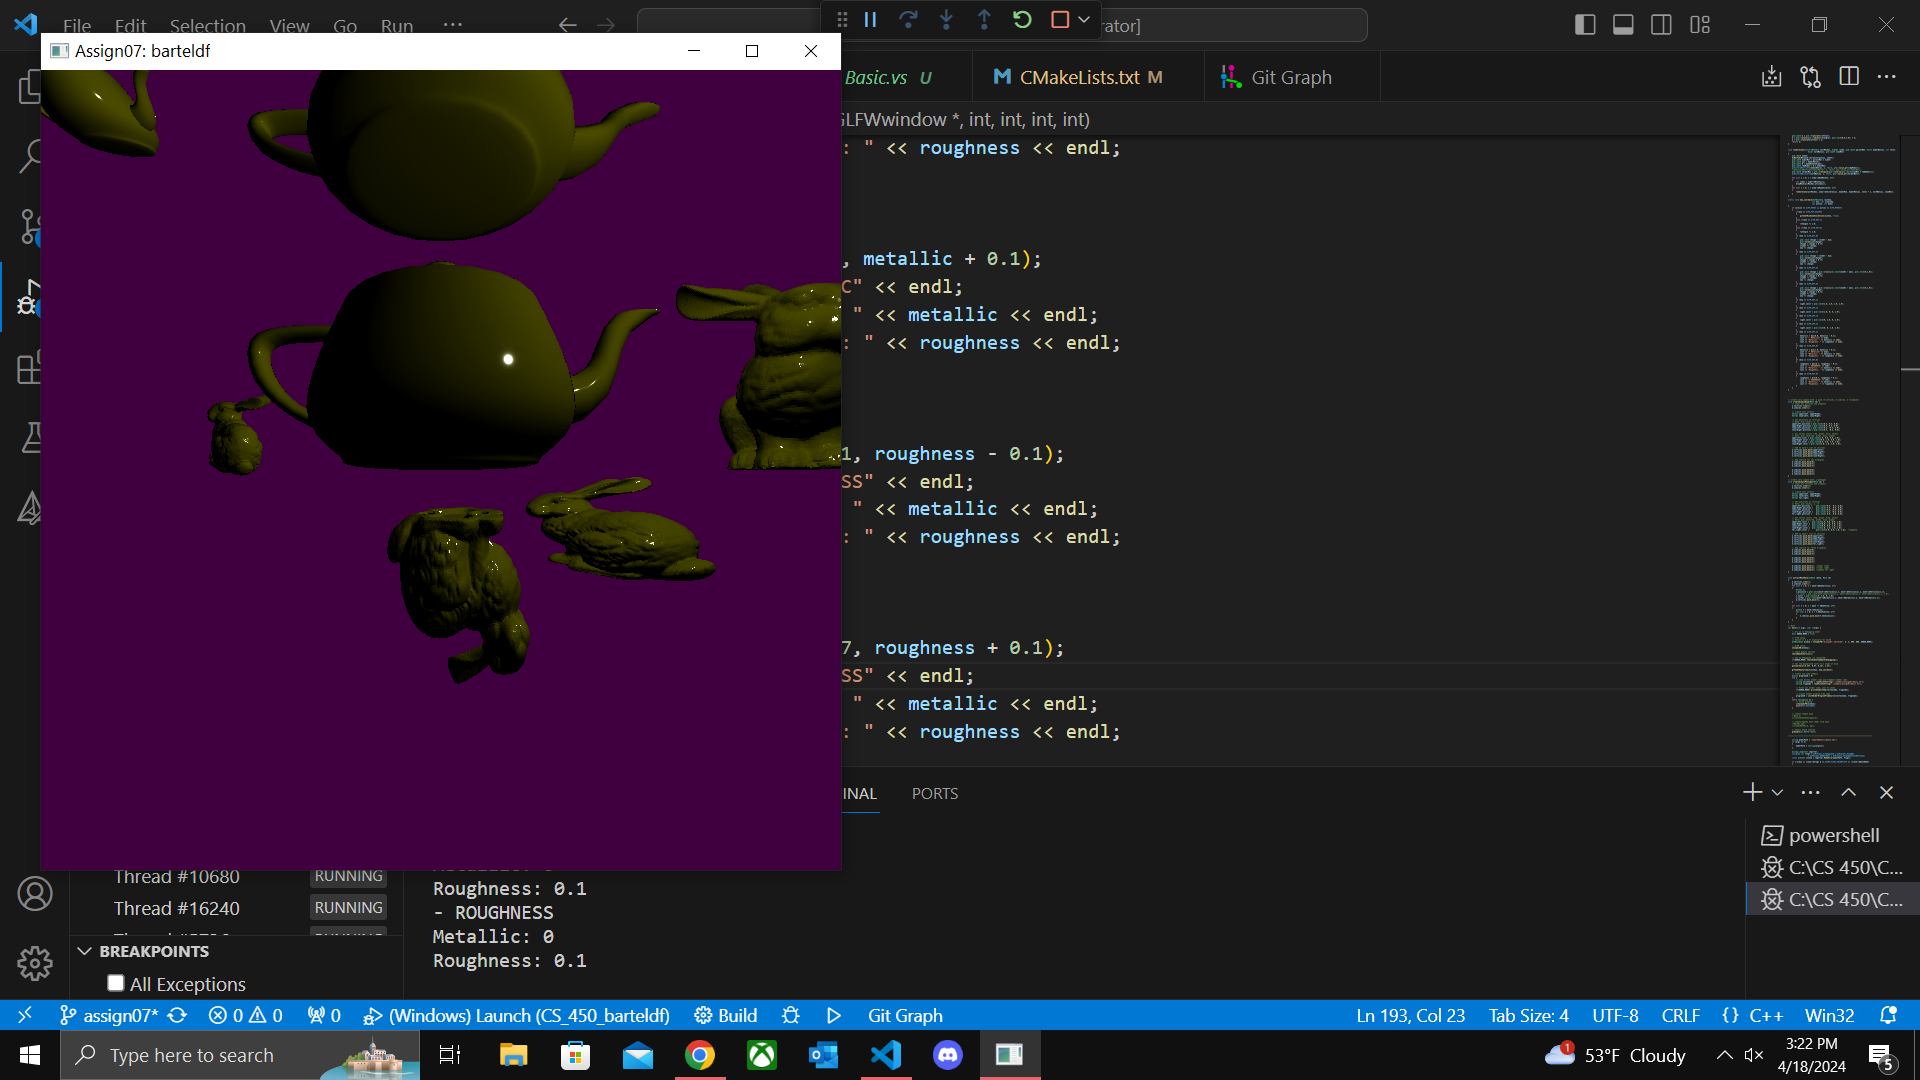 File Edit Selection View Go Run ···
rator]
Assign07: barteldf
Basic.vs U
CMakeLists.txt M
Git Graph
GLFWwindow *, int, int, int, int)
: " << roughness << endl;
, metallic + 0.1);
C" << endl;
" << metallic << endl;
: " << roughness << endl;
1, roughness - 0.1);
SS" << endl;
" << metallic << endl;
: " << roughness << endl;
7, roughness + 0.1);
SS" << endl;
" << metallic << endl;
: " << roughness << endl;
INAL
PORTS
powershell
C:\CS 450\C...
C:\CS 450\C...
Thread #10680 RUNNING
Thread #16240 RUNNING
Roughness: 0.1
- ROUGHNESS
Metallic: 0
Roughness: 0.1
BREAKPOINTS
All Exceptions
assign07* 0 0 0 (Windows) Launch (CS_450_barteldf) Build Git Graph
Ln 193, Col 23 Tab Size: 4 UTF-8 CRLF {} C++ Win32
Type here to search
1
53°F Cloudy
3:22 PM
4/18/2024
5